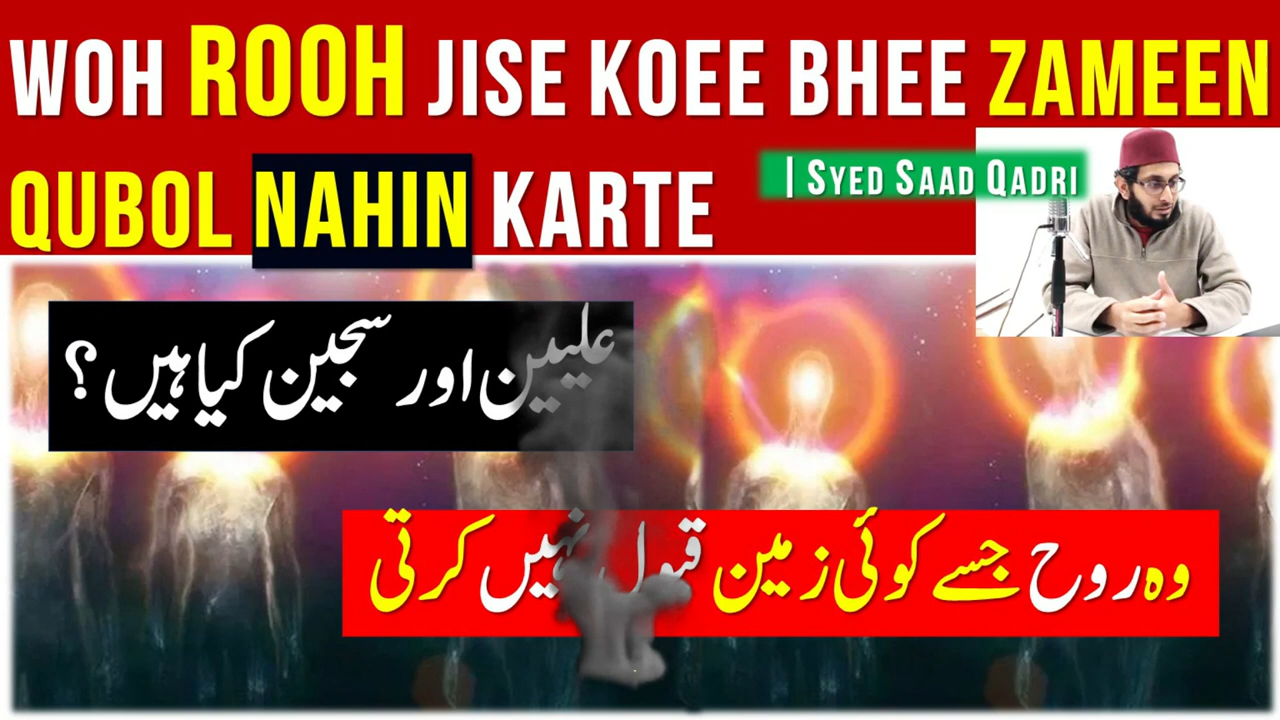 WOH ROOH JISE KOEE BHEE ZAMEEN
QUBOL NAHIN KARTE
| SYED SAAD QADRI
علیین اور سجین کیا ہیں ؟
وہ روح جسے کوئی زمین قبول نہیں کرتی